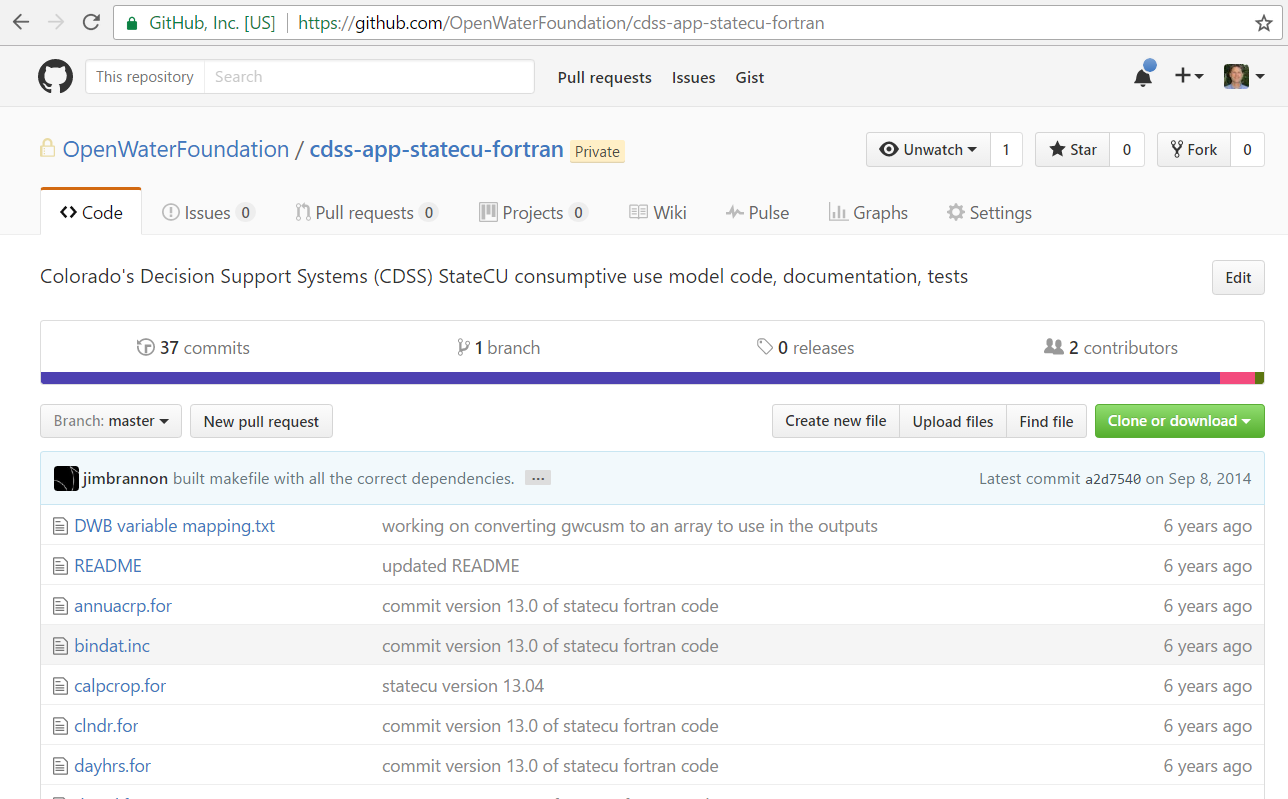 GitHub, Inc. [US] https://github.com/OpenWaterFoundation/cdss-app-statecu-fortran
This repository Search Pull requests Issues Gist
OpenWaterFoundation / cdss-app-statecu-fortran Private Unwatch 1 Star 0 Fork 0
Code Issues 0 Pull requests 0 Projects 0 Wiki Pulse Graphs Settings
Colorado's Decision Support Systems (CDSS) StateCU consumptive use model code, documentation, tests Edit
37 commits 1 branch 0 releases 2 contributors
Branch: master New pull request Create new file Upload files Find file Clone or download
jimbrannon built makefile with all the correct dependencies. ... Latest commit a2d7540 on Sep 8, 2014
DWB variable mapping.txt working on converting gwcusm to an array to use in the outputs 6 years ago
README updated README 6 years ago
annuacrp.for commit version 13.0 of statecu fortran code 6 years ago
bindat.inc commit version 13.0 of statecu fortran code 6 years ago
calpcrop.for statecu version 13.04 6 years ago
clndr.for commit version 13.0 of statecu fortran code 6 years ago
dayhrs.for commit version 13.0 of statecu fortran code 6 years ago